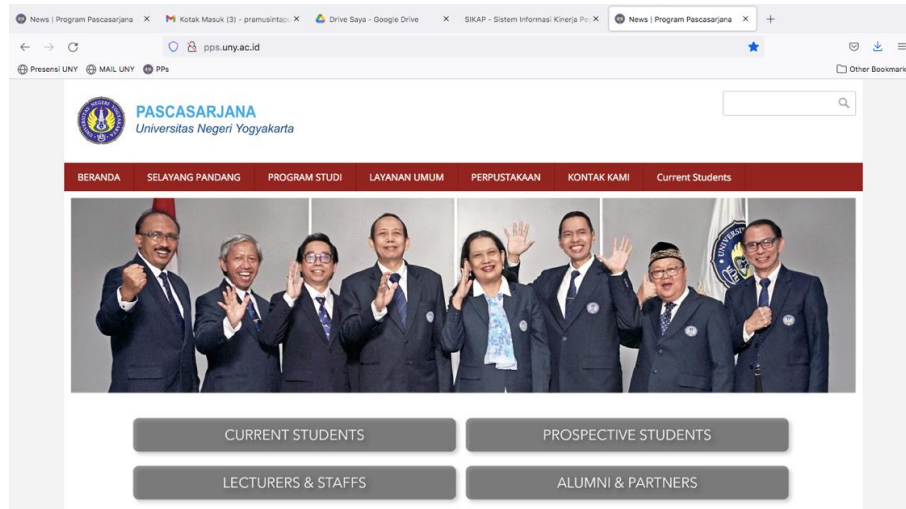 News | Program Pascasarjana
Kotak Masuk (3) - pramusintap
Drive Saya - Google Drive
SIKAP - Sistem Informasi Kinerja Pe
News | Program Pascasarjana
pps.uny.ac.id
Presensi UNY
MAIL UNY
PPs
Other Bookmark
PASCASARJANA
Universitas Negeri Yogyakarta
BERANDA
SELAYANG PANDANG
PROGRAM STUDI
LAYANAN UMUM
PERPUSTAKAAN
KONTAK KAMI
Current Students
CURRENT STUDENTS
PROSPECTIVE STUDENTS
LECTURERS & STAFFS
ALUMNI & PARTNERS